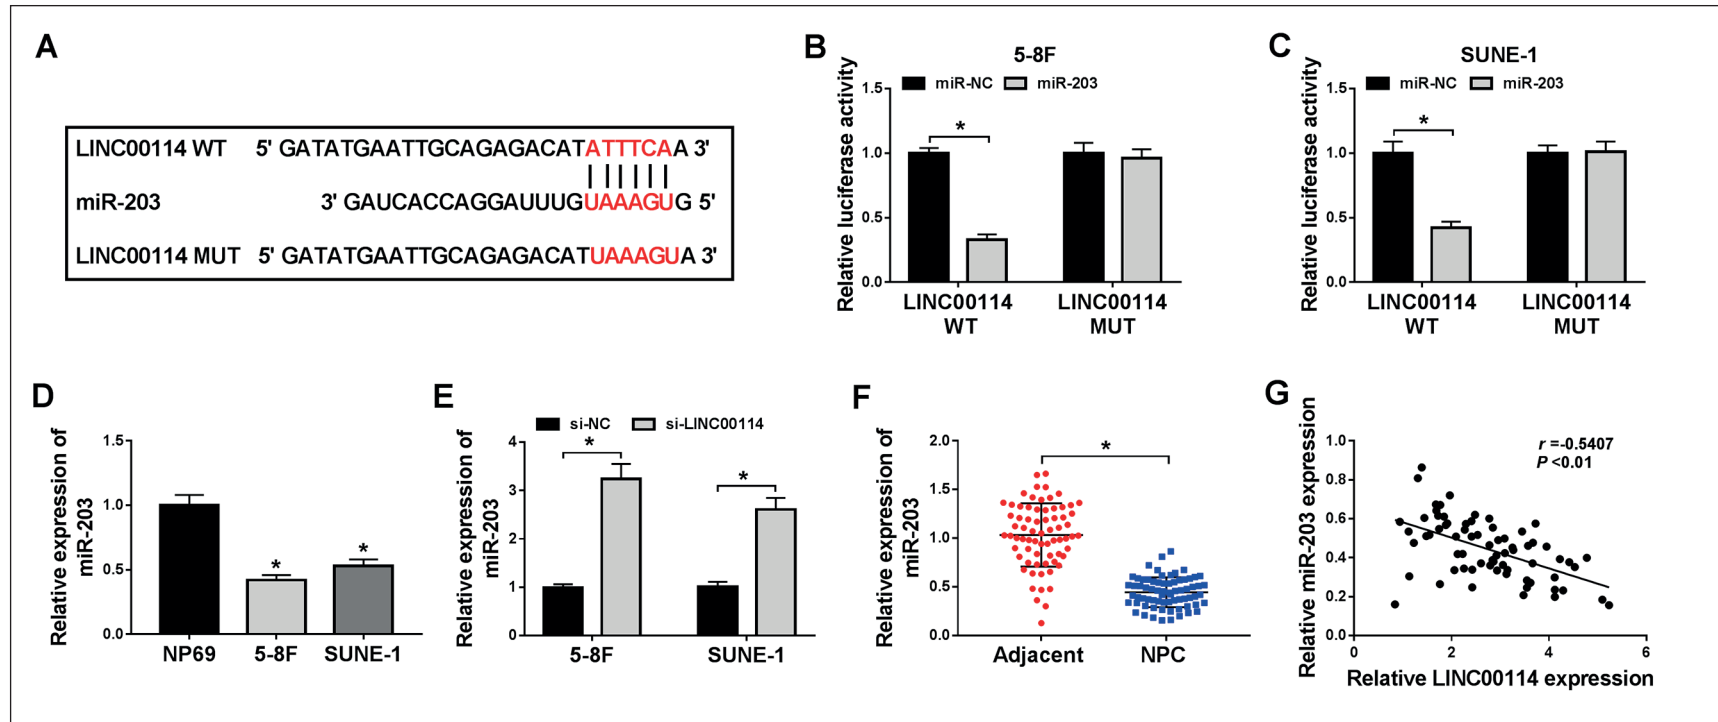 A
LINC00114 WT 5' GATATGAATTGCAGAGACATATTTCAA 3'
miR-203 3' GAUCACCAGGAUUUGUAAAGUG 5'
LINC00114 MUT 5' GATATGAATTGCAGAGACATUAAAGUA 3'
B
5-8F
miR-NC miR-203
Relative luciferase activity
1.5
1.0
0.5
0.0
*
LINC00114 WT
LINC00114 MUT
C
SUNE-1
miR-NC miR-203
Relative luciferase activity
1.5
1.0
0.5
0.0
*
LINC00114 WT
LINC00114 MUT
D
Relative expression of
miR-203
1.5
1.0
0.5
0.0
*
*
NP69 5-8F SUNE-1
E
si-NC si-LINC00114
Relative expression of
miR-203
4
3
2
1
0
*
*
5-8F SUNE-1
F
Relative expression of
miR-203
2.0
1.5
1.0
0.5
0.0
*
Adjacent NPC
G
Relative miR-203 expression
1.0
0.8
0.6
0.4
0.2
0.0
r =-0.5407
P <0.01
0 2 4 6
Relative LINC00114 expression